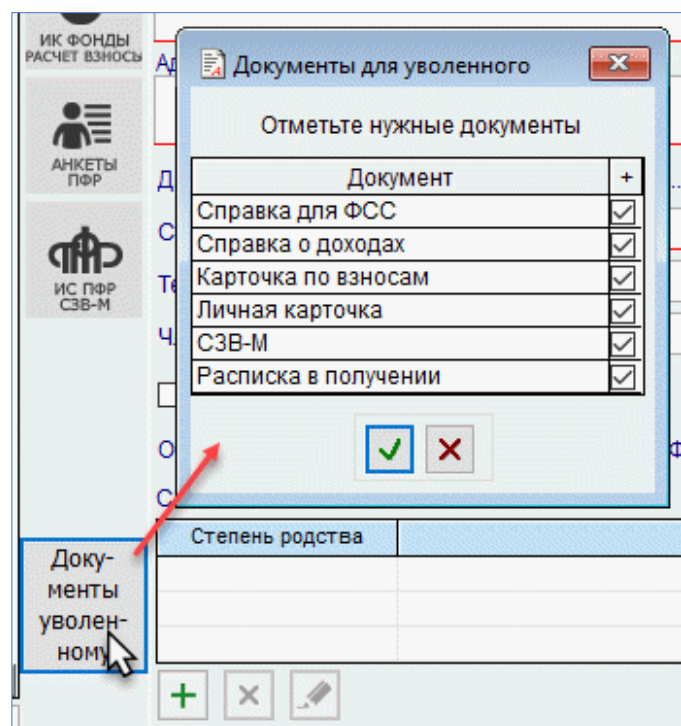 ИК ФОНДЫ
РАСЧЕТ ВЗНОСЫ
АНКЕТЫ
ПФР
ИС ПФР
СЗВ-М
Доку-
менты
уволен-
ному
Документы для уволенного
Отметьте нужные документы
Документ +
Справка для ФСС
Справка о доходах
Карточка по взносам
Личная карточка
СЗВ-М
Расписка в получении
Степень родства